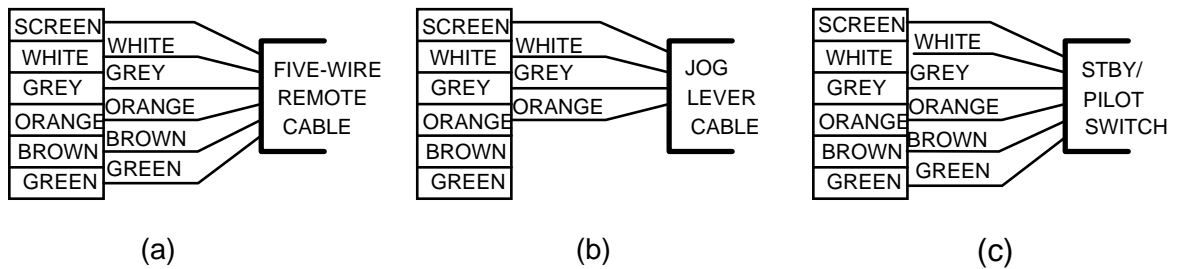 SCREEN
WHITE
GREY
ORANGE
BROWN
GREEN
WHITE
GREY
ORANGE
BROWN
GREEN
FIVE-WIRE
REMOTE
CABLE
(a)
SCREEN
WHITE
GREY
ORANGE
BROWN
GREEN
WHITE
GREY
ORANGE
JOG
LEVER
CABLE
(b)
SCREEN
WHITE
GREY
ORANGE
BROWN
GREEN
WHITE
GREY
ORANGE
BROWN
GREEN
STBY/
PILOT
SWITCH
(c)